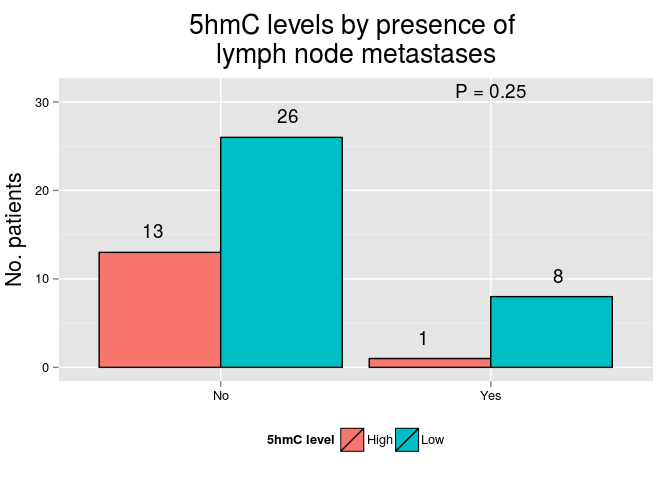 5hmC levels by presence of
lymph node metastases
P = 0.25
30
26
20
13
10
8
1
0
No. patients
No
Yes
5hmC level
High
Low